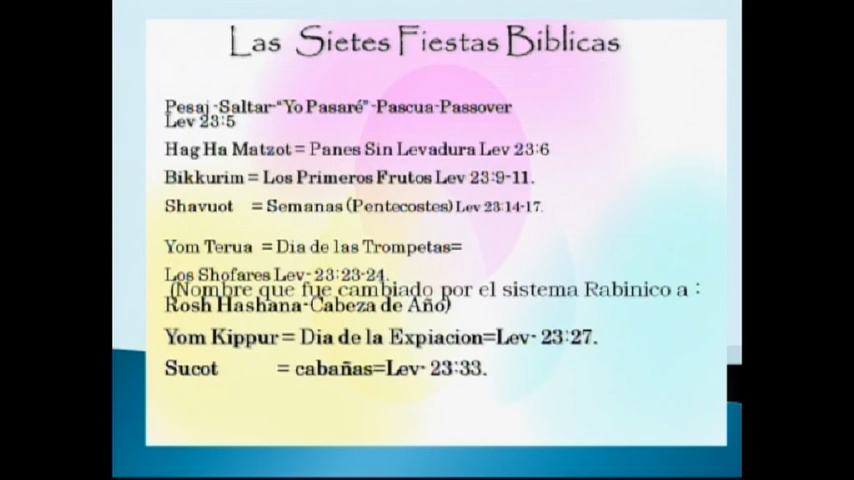 Las Sietes Fiestas Biblicas
Pesaj -Saltar-"Yo Pasaré" -Pascua-Passover
Lev 23:5
Hag Ha Matzot = Panes Sin Levadura Lev 23:6
Bikkurim = Los Primeros Frutos Lev 23:9-11.
Shavuot = Semanas (Pentecostes) Lev 23:14-17.
Yom Terua = Dia de las Trompetas=
Los Shofares Lev- 23:23-24.
(Nombre que fue cambiado por el sistema Rabinico a :
Rosh Hashana-Cabeza de Año)
Yom Kippur = Dia de la Expiacion=Lev- 23:27.
Sucot = cabañas=Lev- 23:33.